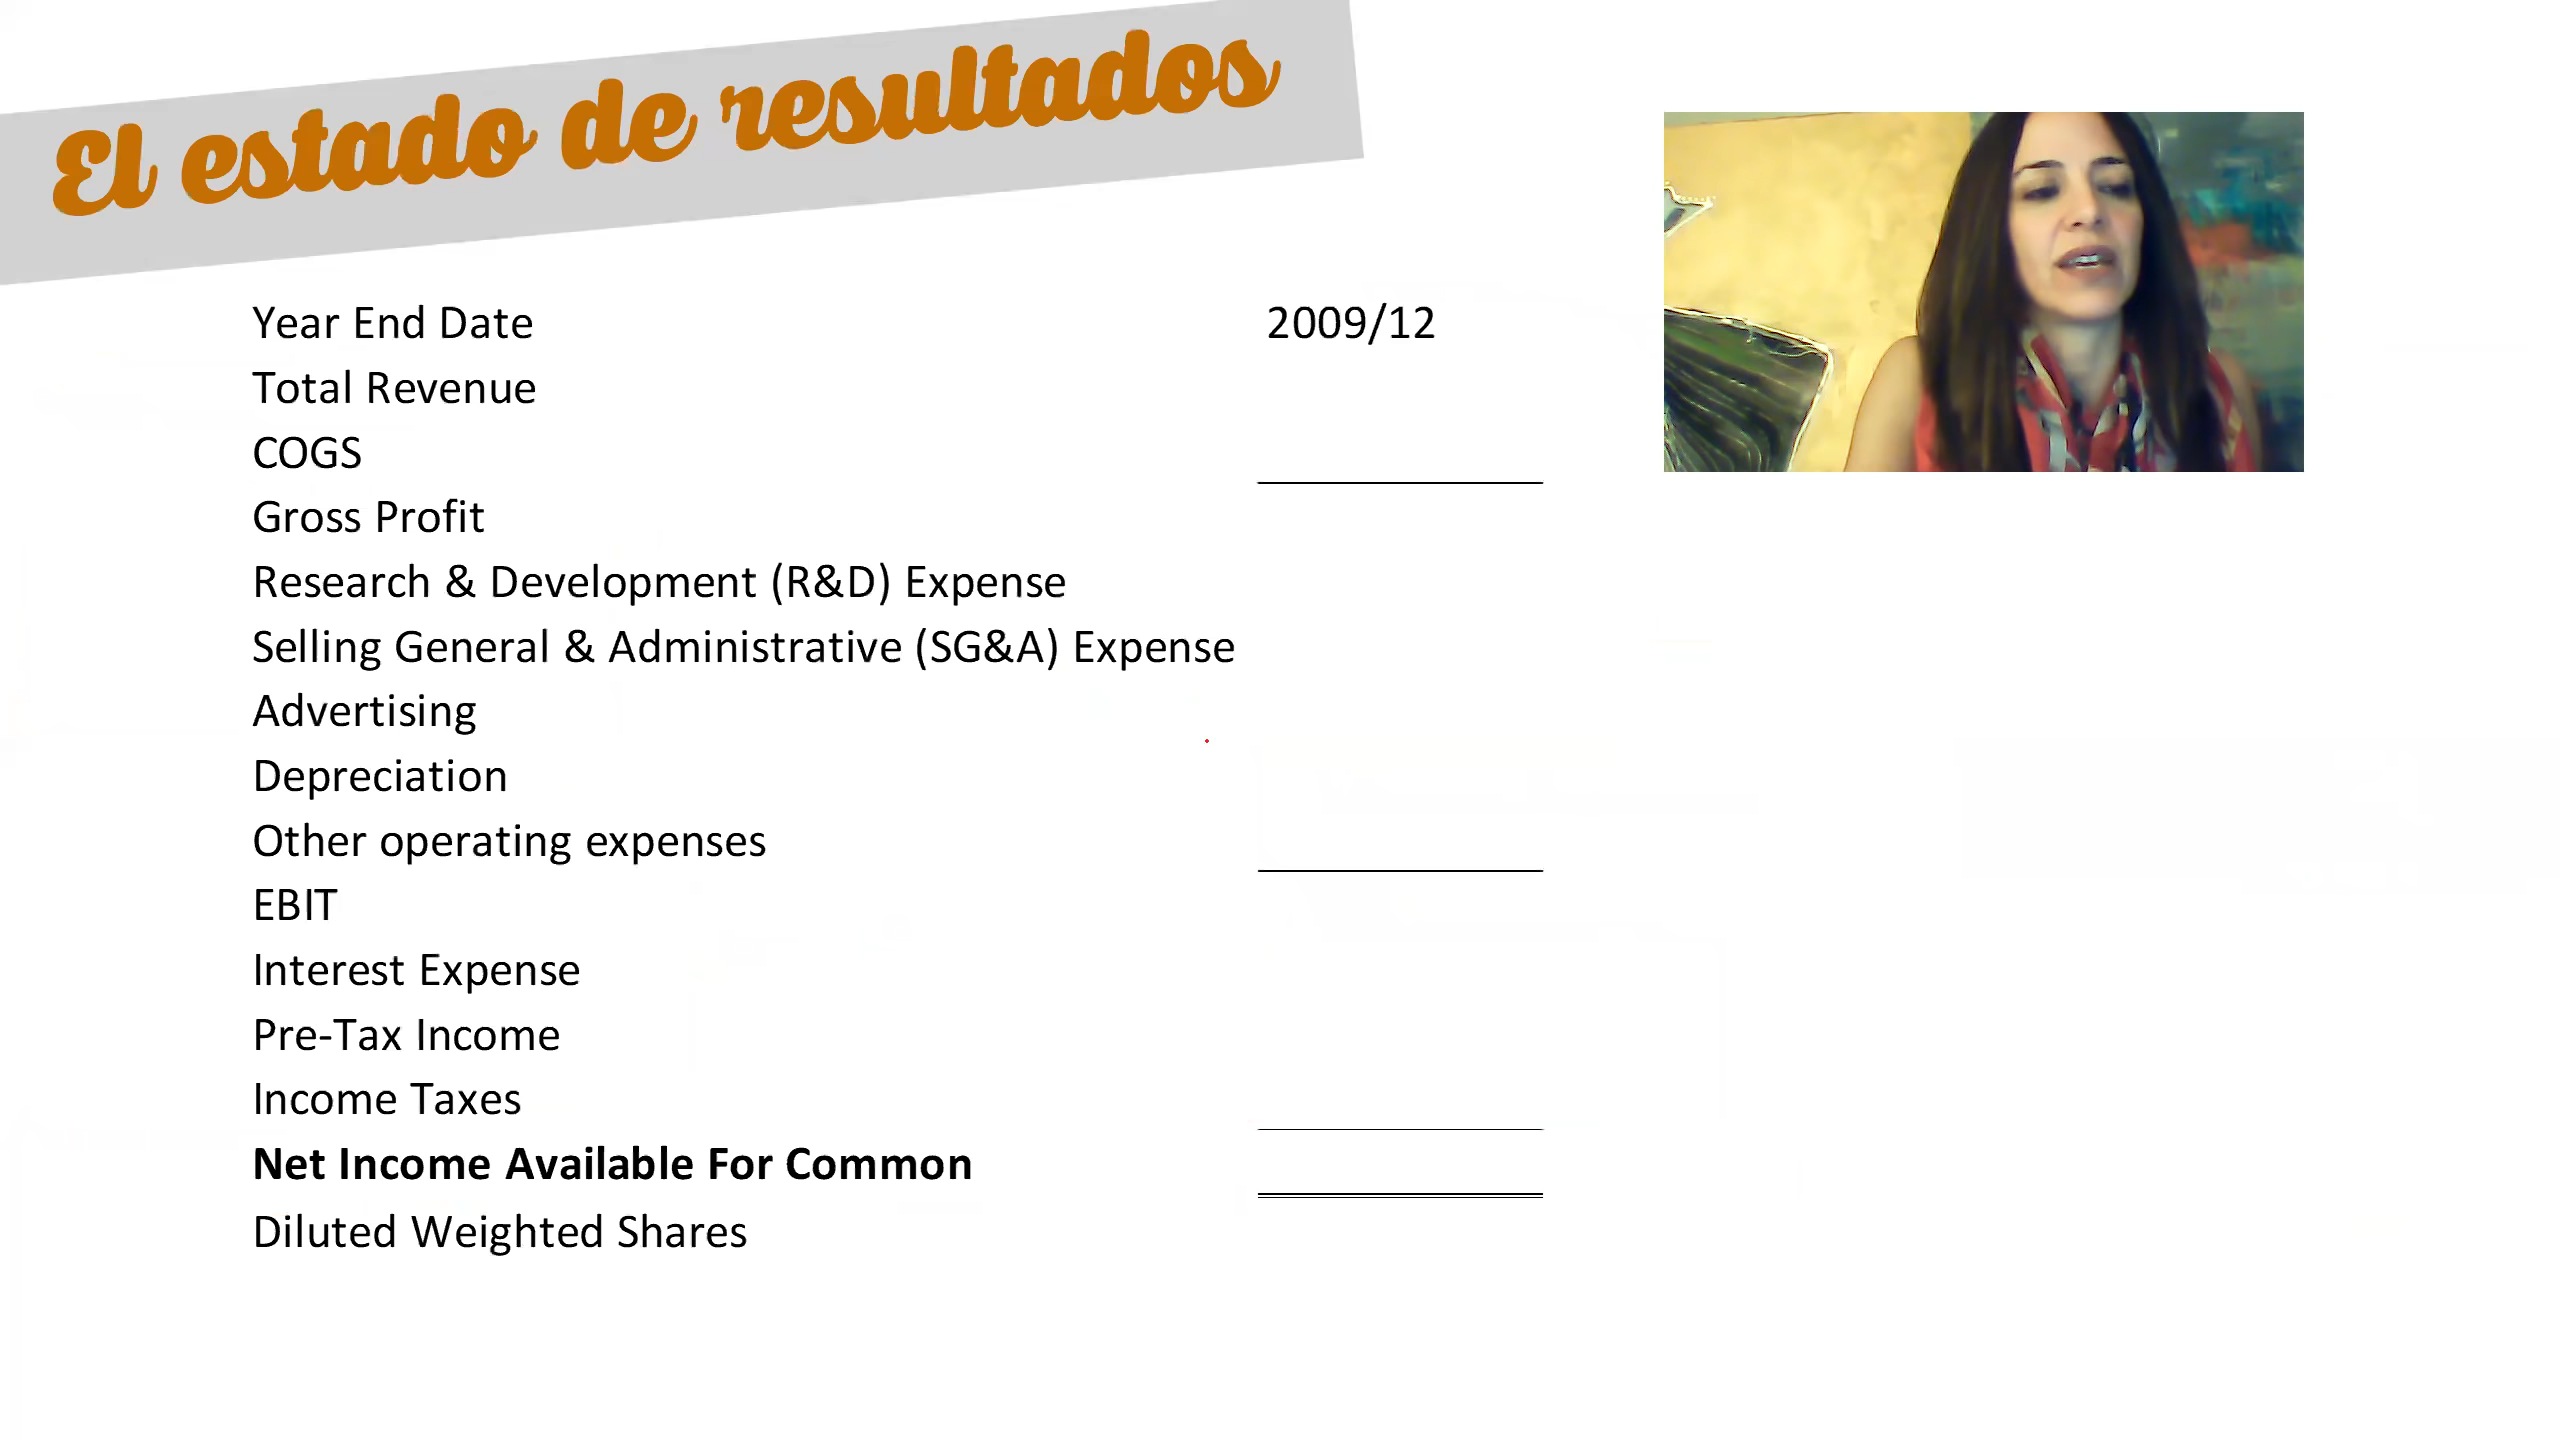 El estado de resultados
Year End Date 2009/12
Total Revenue
COGS
Gross Profit
Research & Development (R&D) Expense
Selling General & Administrative (SG&A) Expense
Advertising
Depreciation
Other operating expenses
EBIT
Interest Expense
Pre-Tax Income
Income Taxes
Net Income Available For Common
Diluted Weighted Shares